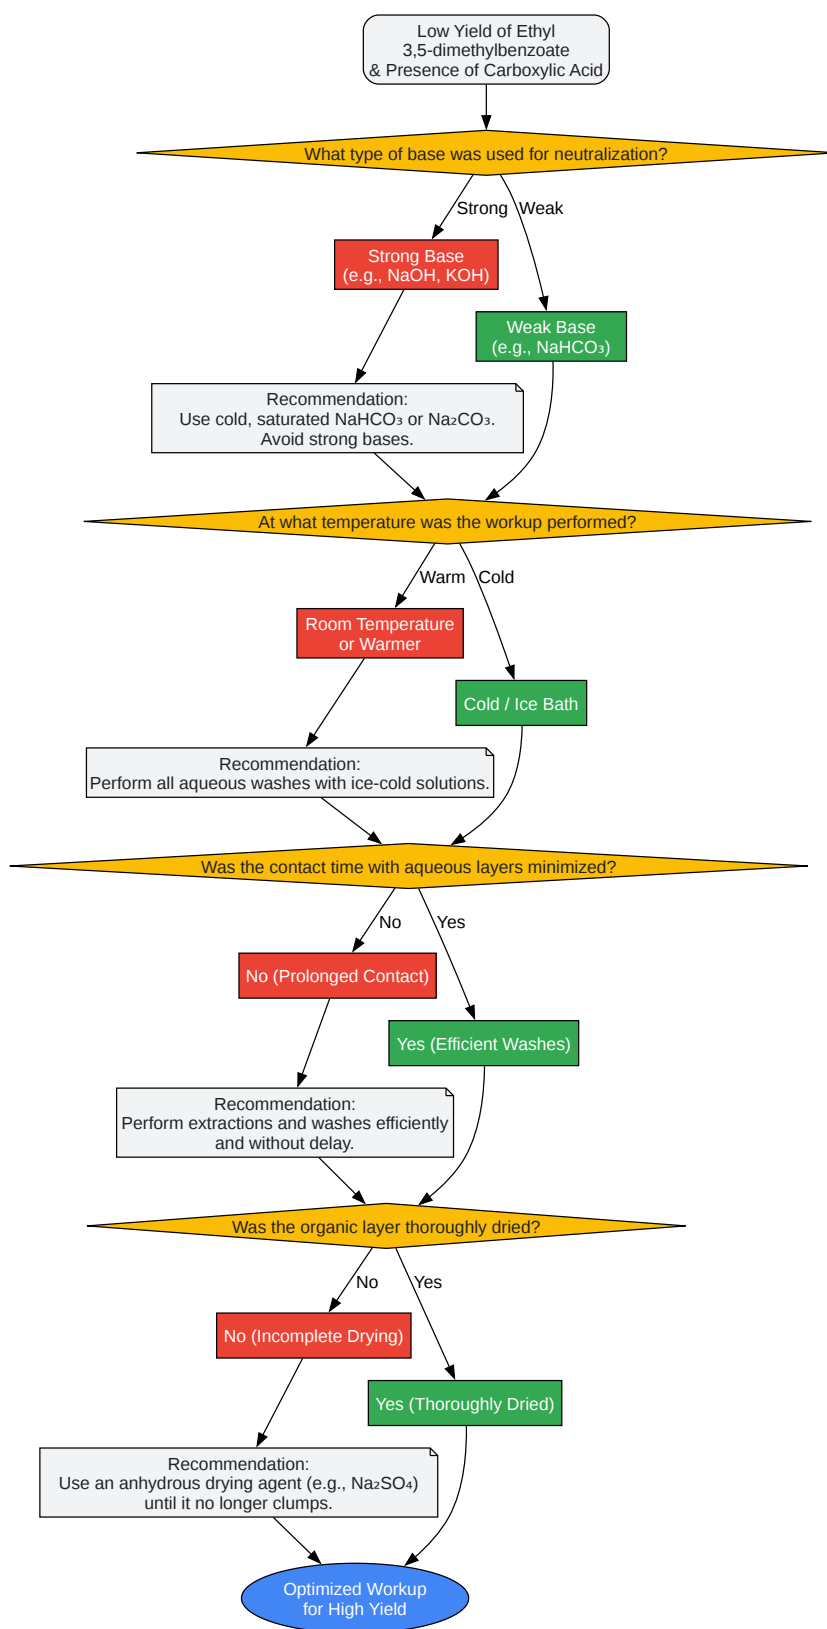 Low Yield of Ethyl
3,5-dimethylbenzoate
& Presence of Carboxylic Acid
What type of base was used for neutralization?
Strong
Weak
Strong Base
(e.g., NaOH, KOH)
Weak Base
(e.g., NaHCO₃)
Recommendation:
Use cold, saturated NaHCO₃ or Na₂CO₃.
Avoid strong bases.
At what temperature was the workup performed?
Warm
Cold
Room Temperature
or Warmer
Cold / Ice Bath
Recommendation:
Perform all aqueous washes with ice-cold solutions.
Was the contact time with aqueous layers minimized?
No
Yes
No (Prolonged Contact)
Yes (Efficient Washes)
Recommendation:
Perform extractions and washes efficiently
and without delay.
Was the organic layer thoroughly dried?
No
Yes
No (Incomplete Drying)
Yes (Thoroughly Dried)
Recommendation:
Use an anhydrous drying agent (e.g., Na₂SO₄)
until it no longer clumps.
Optimized Workup
for High Yield